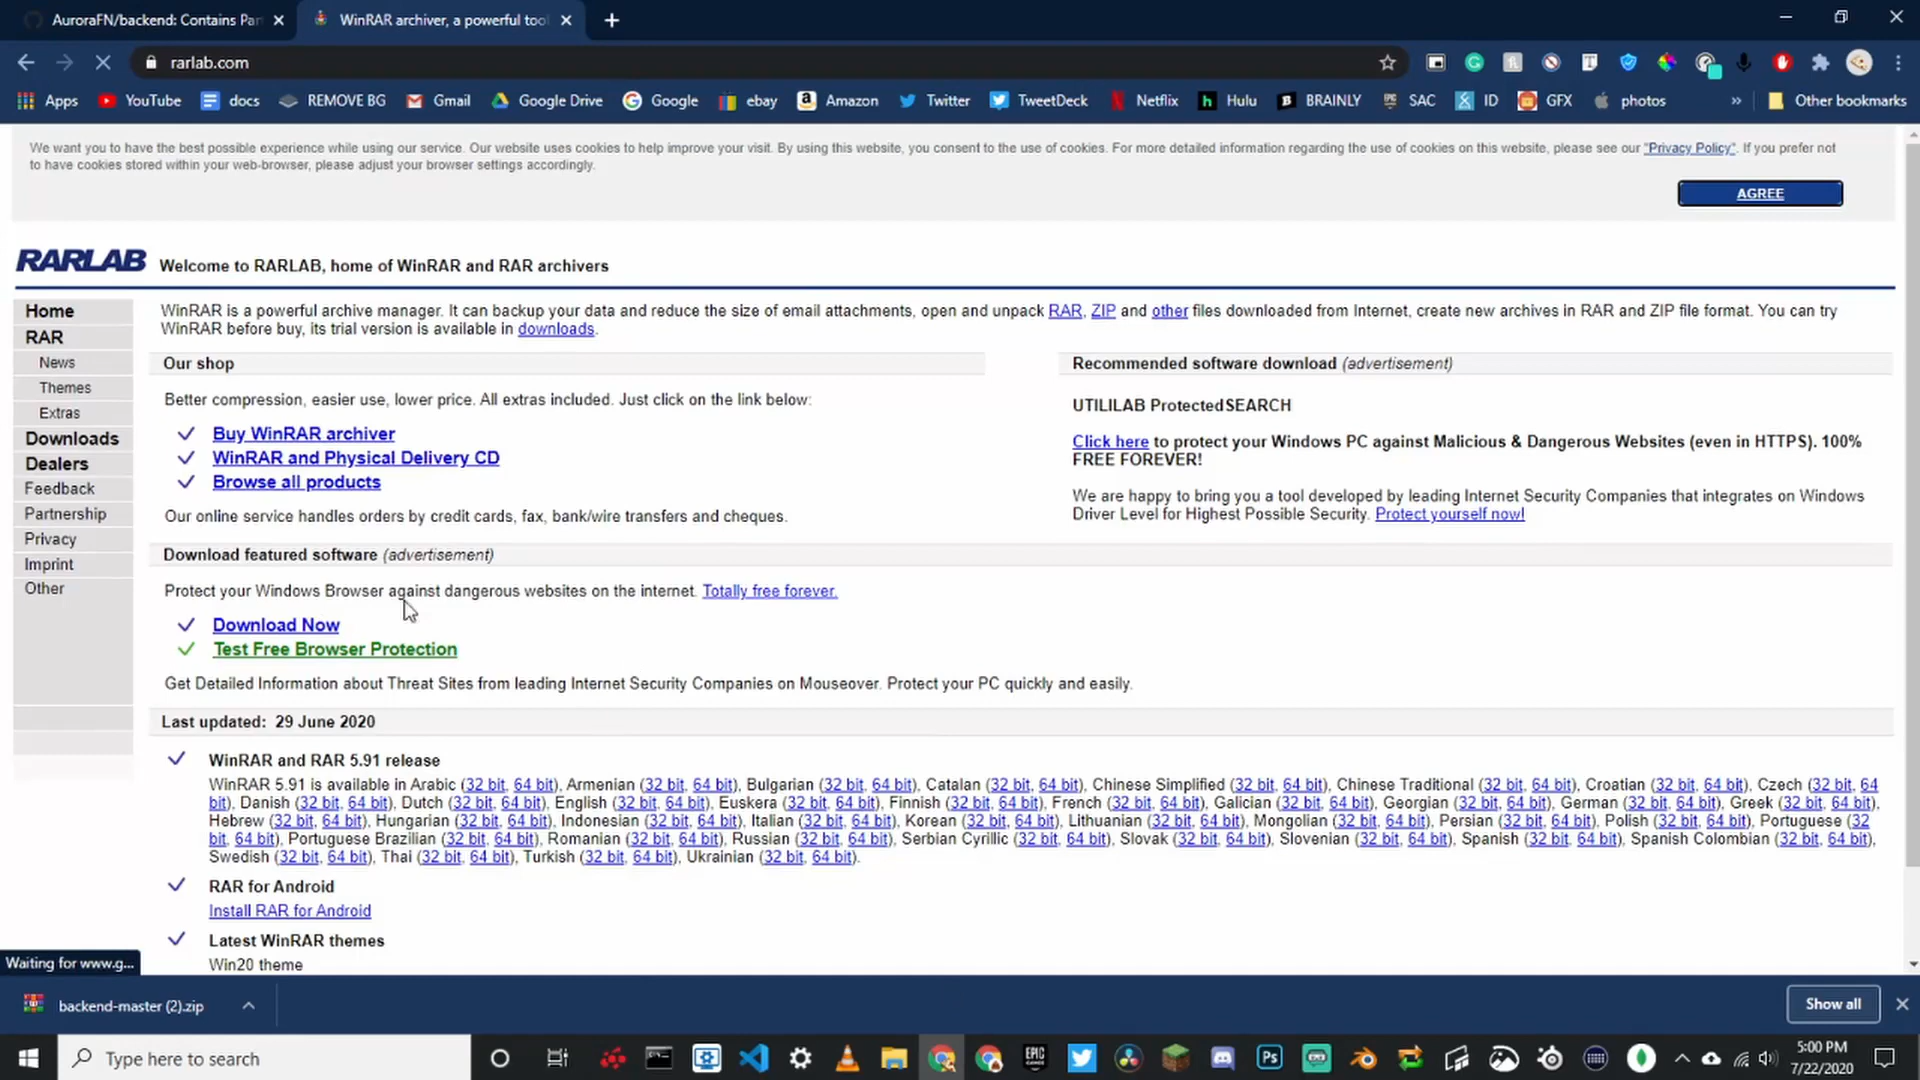 AuroraFN/backend: Contains Par
WinRAR archiver, a powerful tool
rarlab.com
Apps YouTube docs REMOVE BG Gmail Google Drive Google ebay Amazon Twitter TweetDeck Netflix Hulu BRAINLY SAC ID GFX photos » Other bookmarks
We want you to have the best possible experience while using our service. Our website uses cookies to help improve your visit. By using this website, you consent to the use of cookies. For more detailed information regarding the use of cookies on this website, please see our "Privacy Policy". If you prefer not
to have cookies stored within your web-browser, please adjust your browser settings accordingly.
AGREE
RARLAB Welcome to RARLAB, home of WinRAR and RAR archivers
Home
RAR
News
Themes
Extras
Downloads
Dealers
Feedback
Partnership
Privacy
Imprint
Other
WinRAR is a powerful archive manager. It can backup your data and reduce the size of email attachments, open and unpack RAR, ZIP and other files downloaded from Internet, create new archives in RAR and ZIP file format. You can try
WinRAR before buy, its trial version is available in downloads.
Our shop
Better compression, easier use, lower price. All extras included. Just click on the link below:
Buy WinRAR archiver
WinRAR and Physical Delivery CD
Browse all products
Our online service handles orders by credit cards, fax, bank/wire transfers and cheques.
Recommended software download (advertisement)
UTILILAB ProtectedSEARCH
Click here to protect your Windows PC against Malicious & Dangerous Websites (even in HTTPS). 100%
FREE FOREVER!
We are happy to bring you a tool developed by leading Internet Security Companies that integrates on Windows
Driver Level for Highest Possible Security. Protect yourself now!
Download featured software (advertisement)
Protect your Windows Browser against dangerous websites on the internet. Totally free forever.
Download Now
Test Free Browser Protection
Get Detailed Information about Threat Sites from leading Internet Security Companies on Mouseover. Protect your PC quickly and easily.
Last updated: 29 June 2020
WinRAR and RAR 5.91 release
WinRAR 5.91 is available in Arabic (32 bit, 64 bit), Armenian (32 bit, 64 bit), Bulgarian (32 bit, 64 bit), Catalan (32 bit, 64 bit), Chinese Simplified (32 bit, 64 bit), Chinese Traditional (32 bit, 64 bit), Croatian (32 bit, 64 bit), Czech (32 bit, 64
bit), Danish (32 bit, 64 bit), Dutch (32 bit, 64 bit), English (32 bit, 64 bit), Euskera (32 bit, 64 bit), Finnish (32 bit, 64 bit), French (32 bit, 64 bit), Galician (32 bit, 64 bit), Georgian (32 bit, 64 bit), German (32 bit, 64 bit), Greek (32 bit, 64 bit),
Hebrew (32 bit, 64 bit), Hungarian (32 bit, 64 bit), Indonesian (32 bit, 64 bit), Italian (32 bit, 64 bit), Korean (32 bit, 64 bit), Lithuanian (32 bit, 64 bit), Mongolian (32 bit, 64 bit), Persian (32 bit, 64 bit), Polish (32 bit, 64 bit), Portuguese (32
bit, 64 bit), Portuguese Brazilian (32 bit, 64 bit), Romanian (32 bit, 64 bit), Russian (32 bit, 64 bit), Serbian Cyrillic (32 bit, 64 bit), Slovak (32 bit, 64 bit), Slovenian (32 bit, 64 bit), Spanish (32 bit, 64 bit), Spanish Colombian (32 bit, 64 bit),
Swedish (32 bit, 64 bit), Thai (32 bit, 64 bit), Turkish (32 bit, 64 bit), Ukrainian (32 bit, 64 bit).
RAR for Android
Install RAR for Android
Latest WinRAR themes
Win20 theme
Waiting for www.g...
backend-master (2).zip
Show all
Type here to search
EPIC GAMES
Ps
5:00 PM
7/22/2020